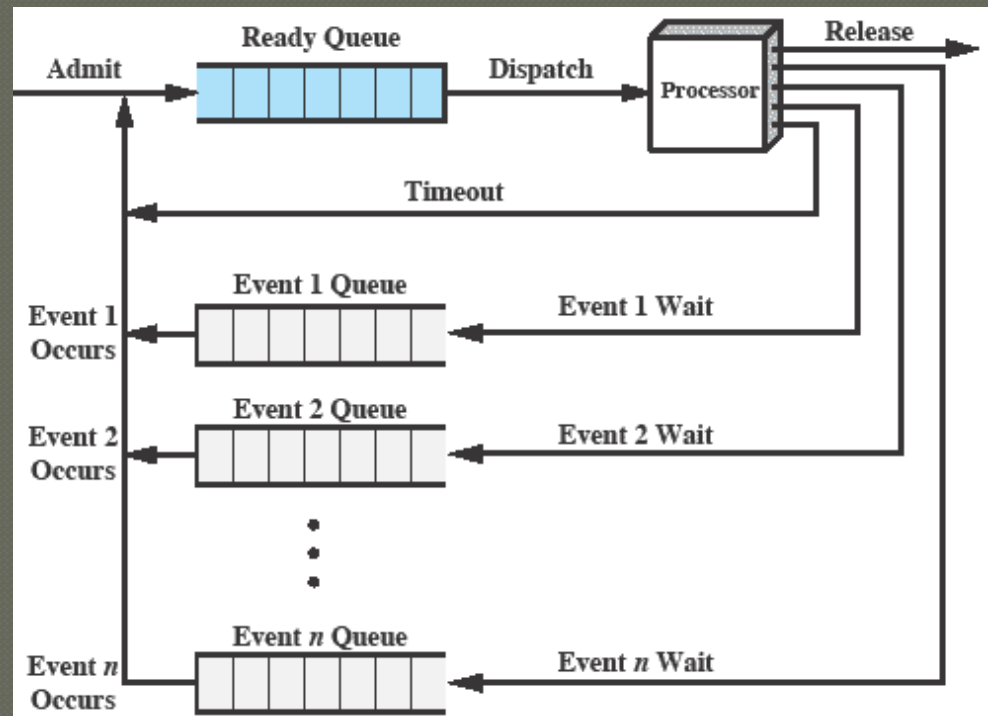 Release
Ready Queue
Admit
Dispatch
Processor
Timeout
Event 1 Queue
Event 1 Wait
Event 1
Occurs
Event 2 Queue
Event 2 Wait
Event 2
Occurs
Event n Queue
Event n Wait
Event n
Occurs